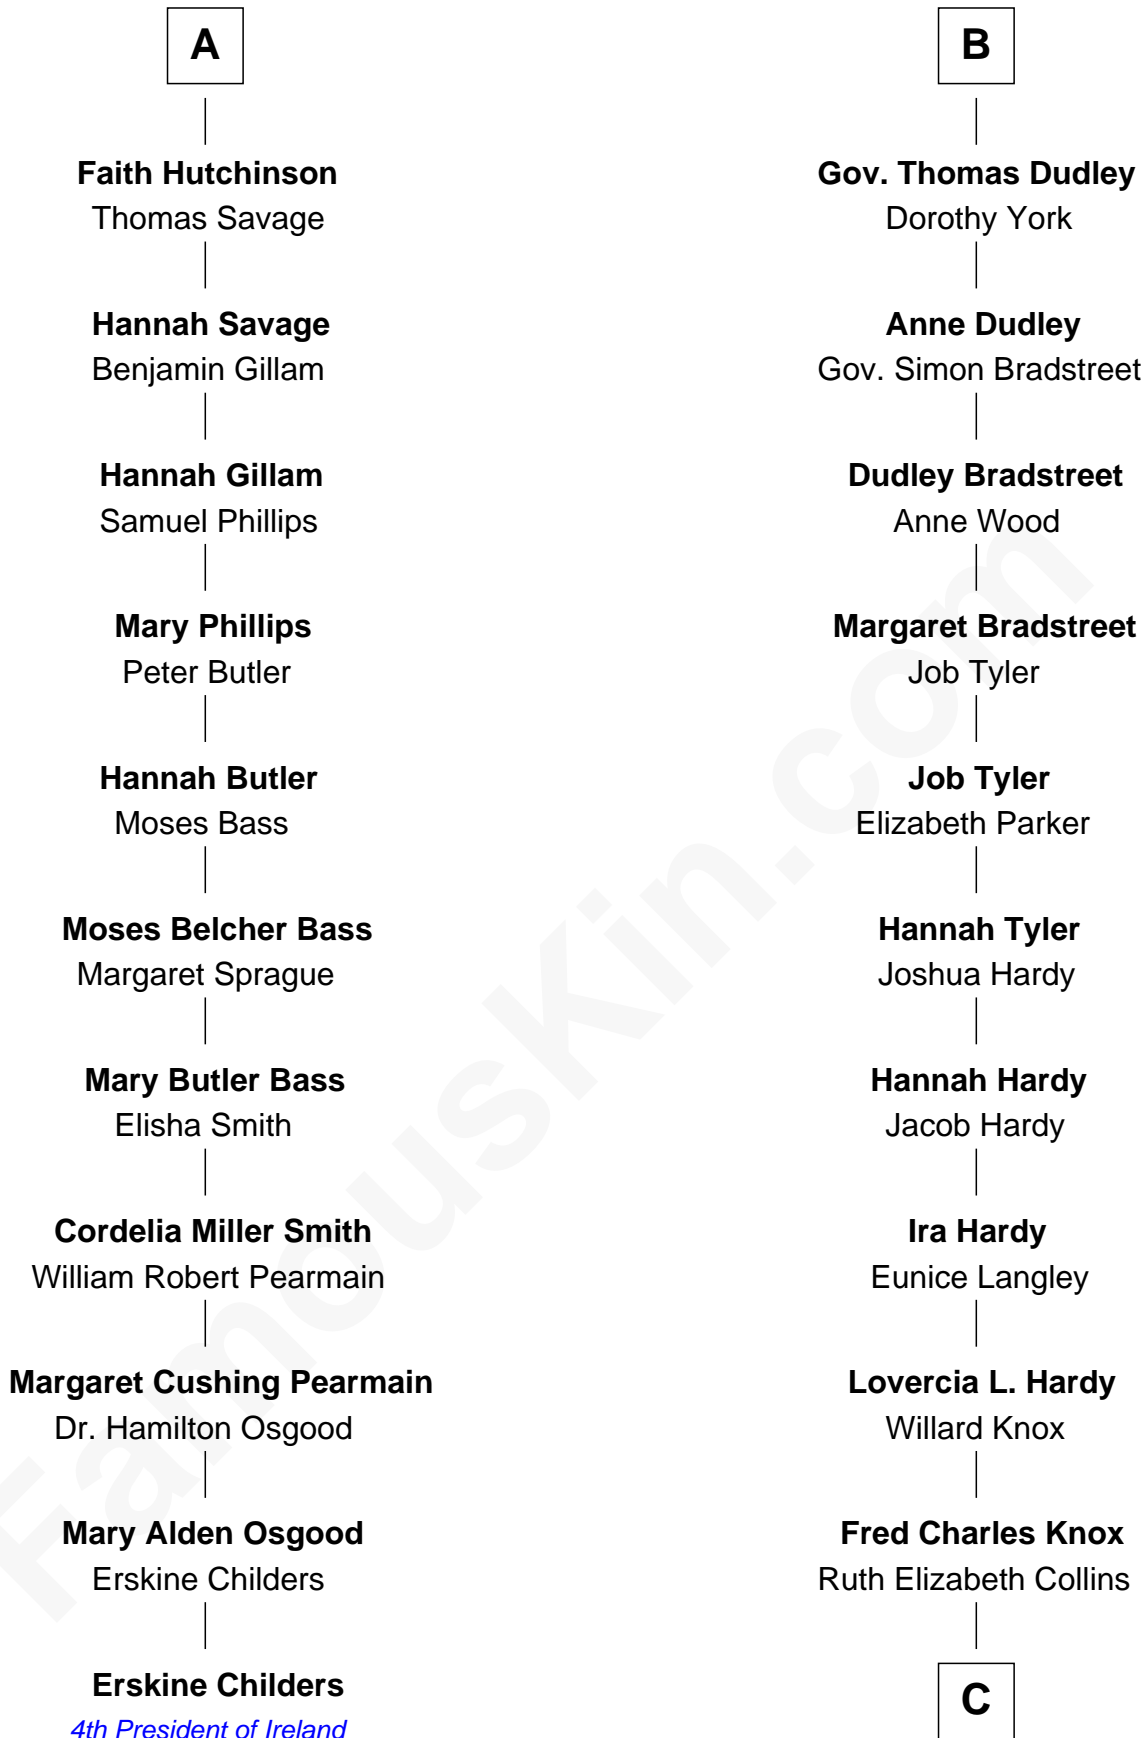 A
Faith Hutchinson
Thomas Savage
Hannah Savage
Benjamin Gillam
Hannah Gillam
Samuel Phillips
Mary Phillips
Peter Butler
Hannah Butler
Moses Bass
Moses Belcher Bass
Margaret Sprague
Mary Butler Bass
Elisha Smith
Cordelia Miller Smith
William Robert Pearmain
Margaret Cushing Pearmain
Dr. Hamilton Osgood
Mary Alden Osgood
Erskine Childers
Erskine Childers
4th President of Ireland
B
Gov. Thomas Dudley
Dorothy York
Anne Dudley
Gov. Simon Bradstreet
Dudley Bradstreet
Anne Wood
Margaret Bradstreet
Job Tyler
Job Tyler
Elizabeth Parker
Hannah Tyler
Joshua Hardy
Hannah Hardy
Jacob Hardy
Ira Hardy
Eunice Langley
Lovercia L. Hardy
Willard Knox
Fred Charles Knox
Ruth Elizabeth Collins
C
FamousKin.com